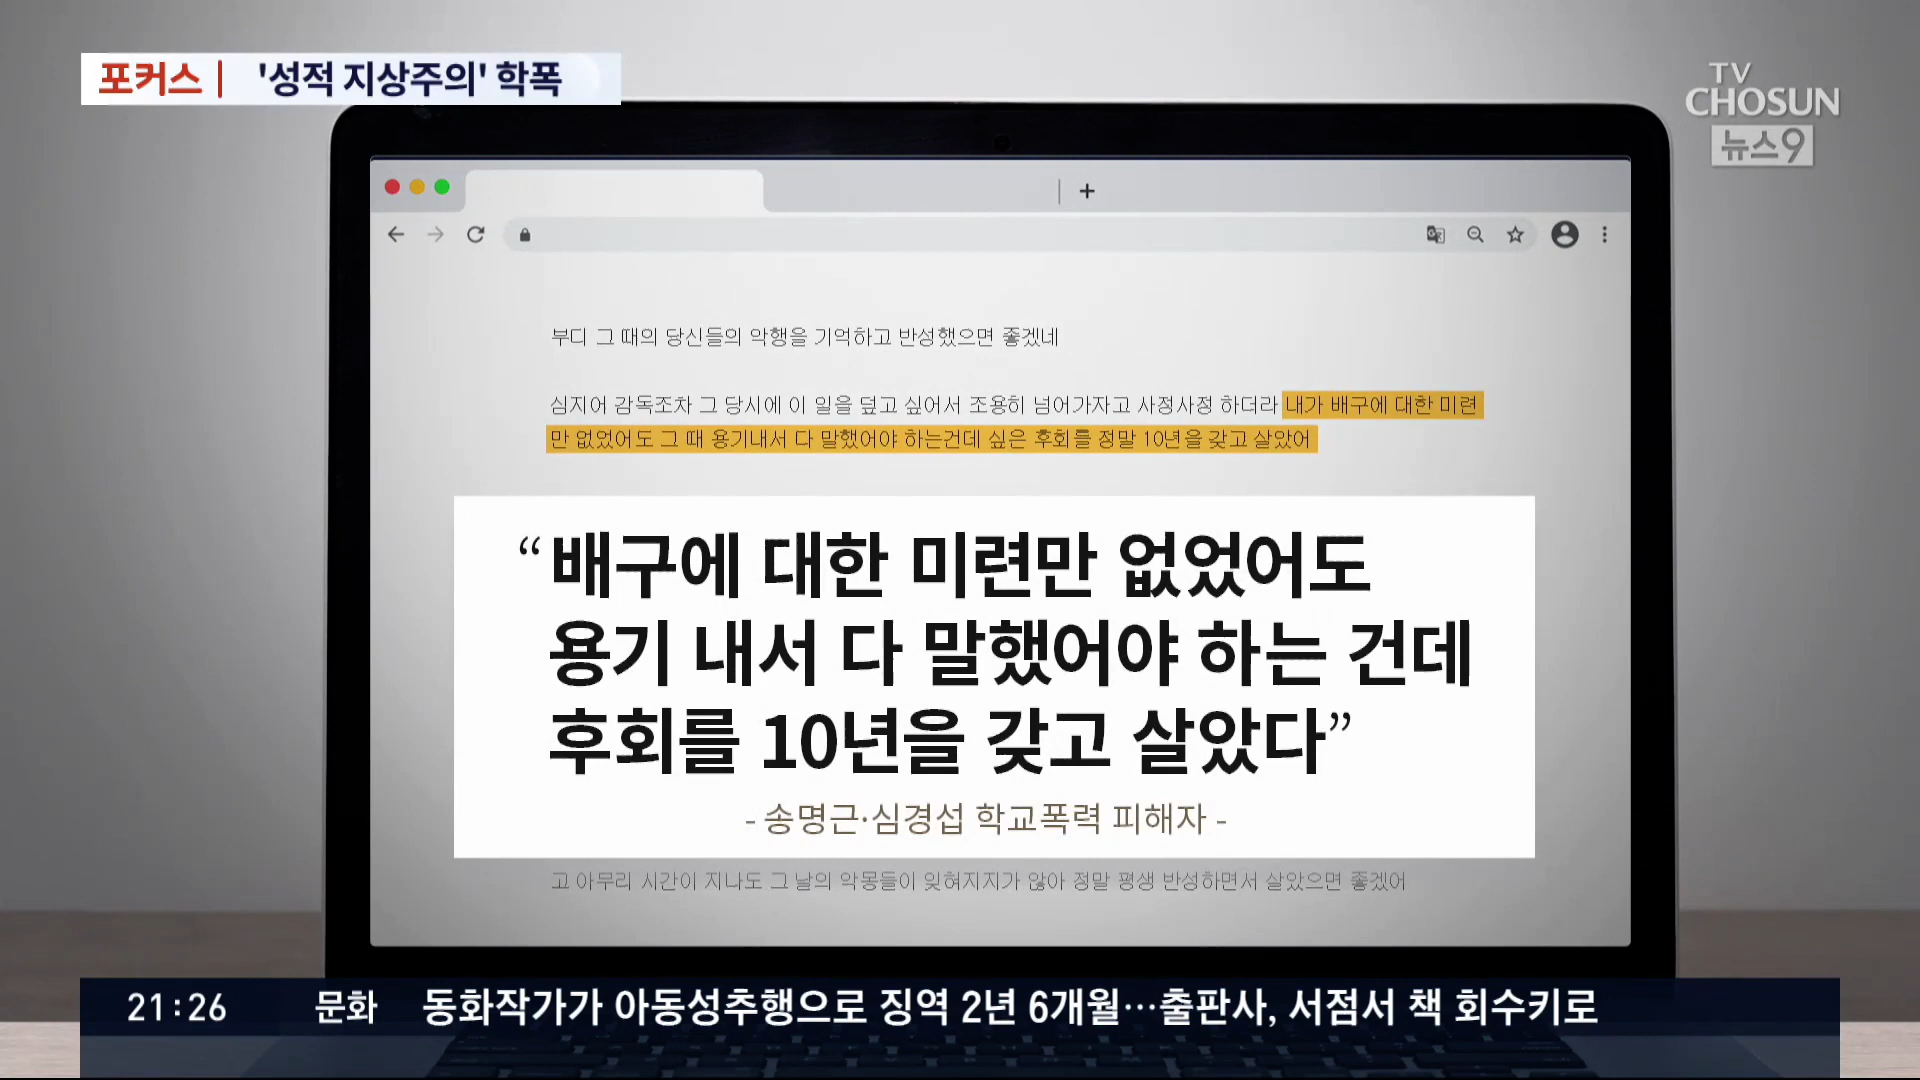 포커스 | '성적 지상주의' 학폭
TV
CHOSUN
뉴스9
부디 그 때의 당신들의 악행을 기억하고 반성했으면 좋겠네
심지어 감독조차 그 당시에 이 일을 덮고 싶어서 조용히 넘어가자고 사정사정 하더라 내가 배구에 대한 미련
만 없었어도 그 때 용기내서 다 말했어야 하는건데 싶은 후회를 정말 10년을 갖고 살았어
“배구에 대한 미련만 없었어도
용기 내서 다 말했어야 하는 건데
후회를 10년을 갖고 살았다”
- 송명근·심경섭 학교폭력 피해자 -
고 아무리 시간이 지나도 그 날의 악몽들이 잊혀지지가 않아 정말 평생 반성하면서 살았으면 좋겠어
21:26 문화 동화작가가 아동성추행으로 징역 2년 6개월…출판사, 서점서 책 회수키로